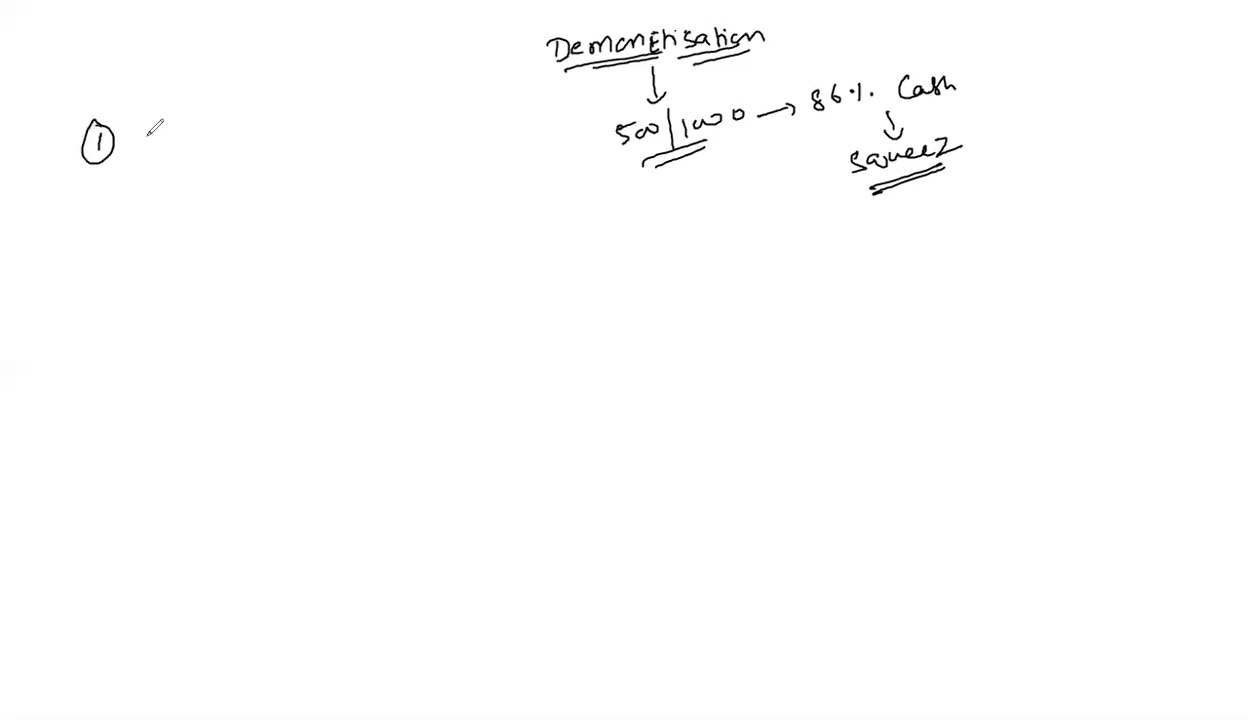 Demonetisation
500/1000 → 86% Cash
Squeez
①